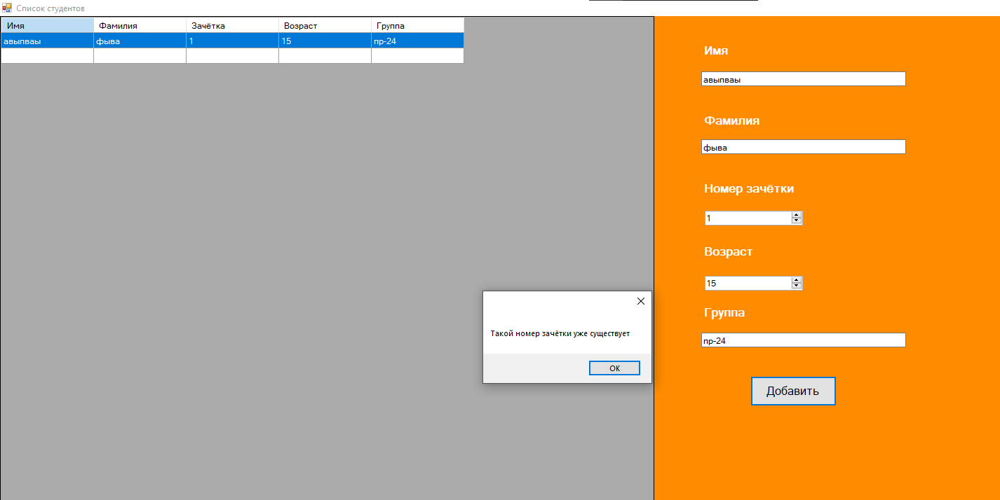 Список студентов
Имя Фамилия Зачётка Возраст Группа
авыпваы фыва 1 15 пр-24
Имя
авыпваы
Фамилия
фыва
Номер зачётки
1
Возраст
15
Группа
пр-24
Добавить
Такой номер зачётки уже существует
ОК